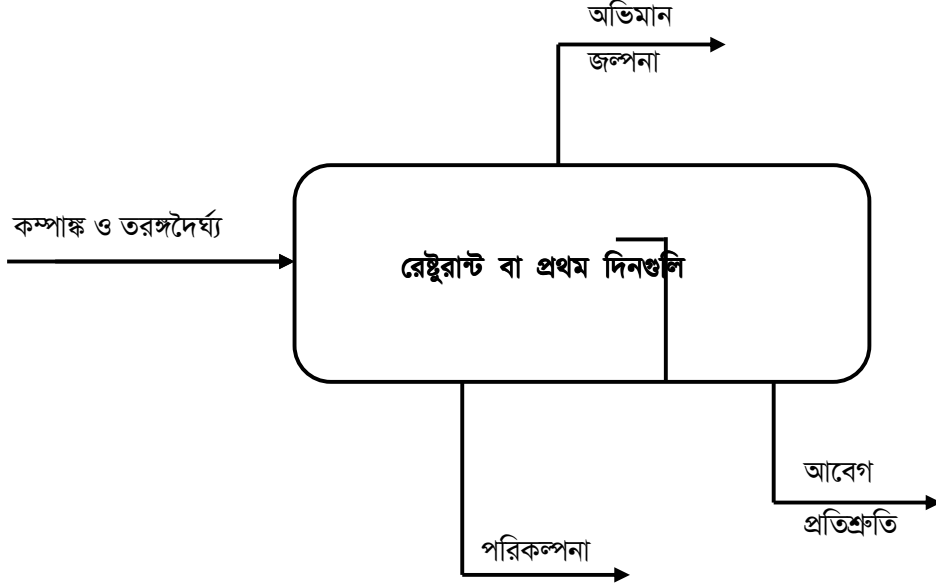 অভিমান
জল্পনা
কম্পাঙ্ক ও তরঙ্গদৈর্ঘ্য
রেষ্টুরান্ট বা প্রথম দিনগুলি
আবেগ
প্রতিশ্রুতি
পরিকল্পনা